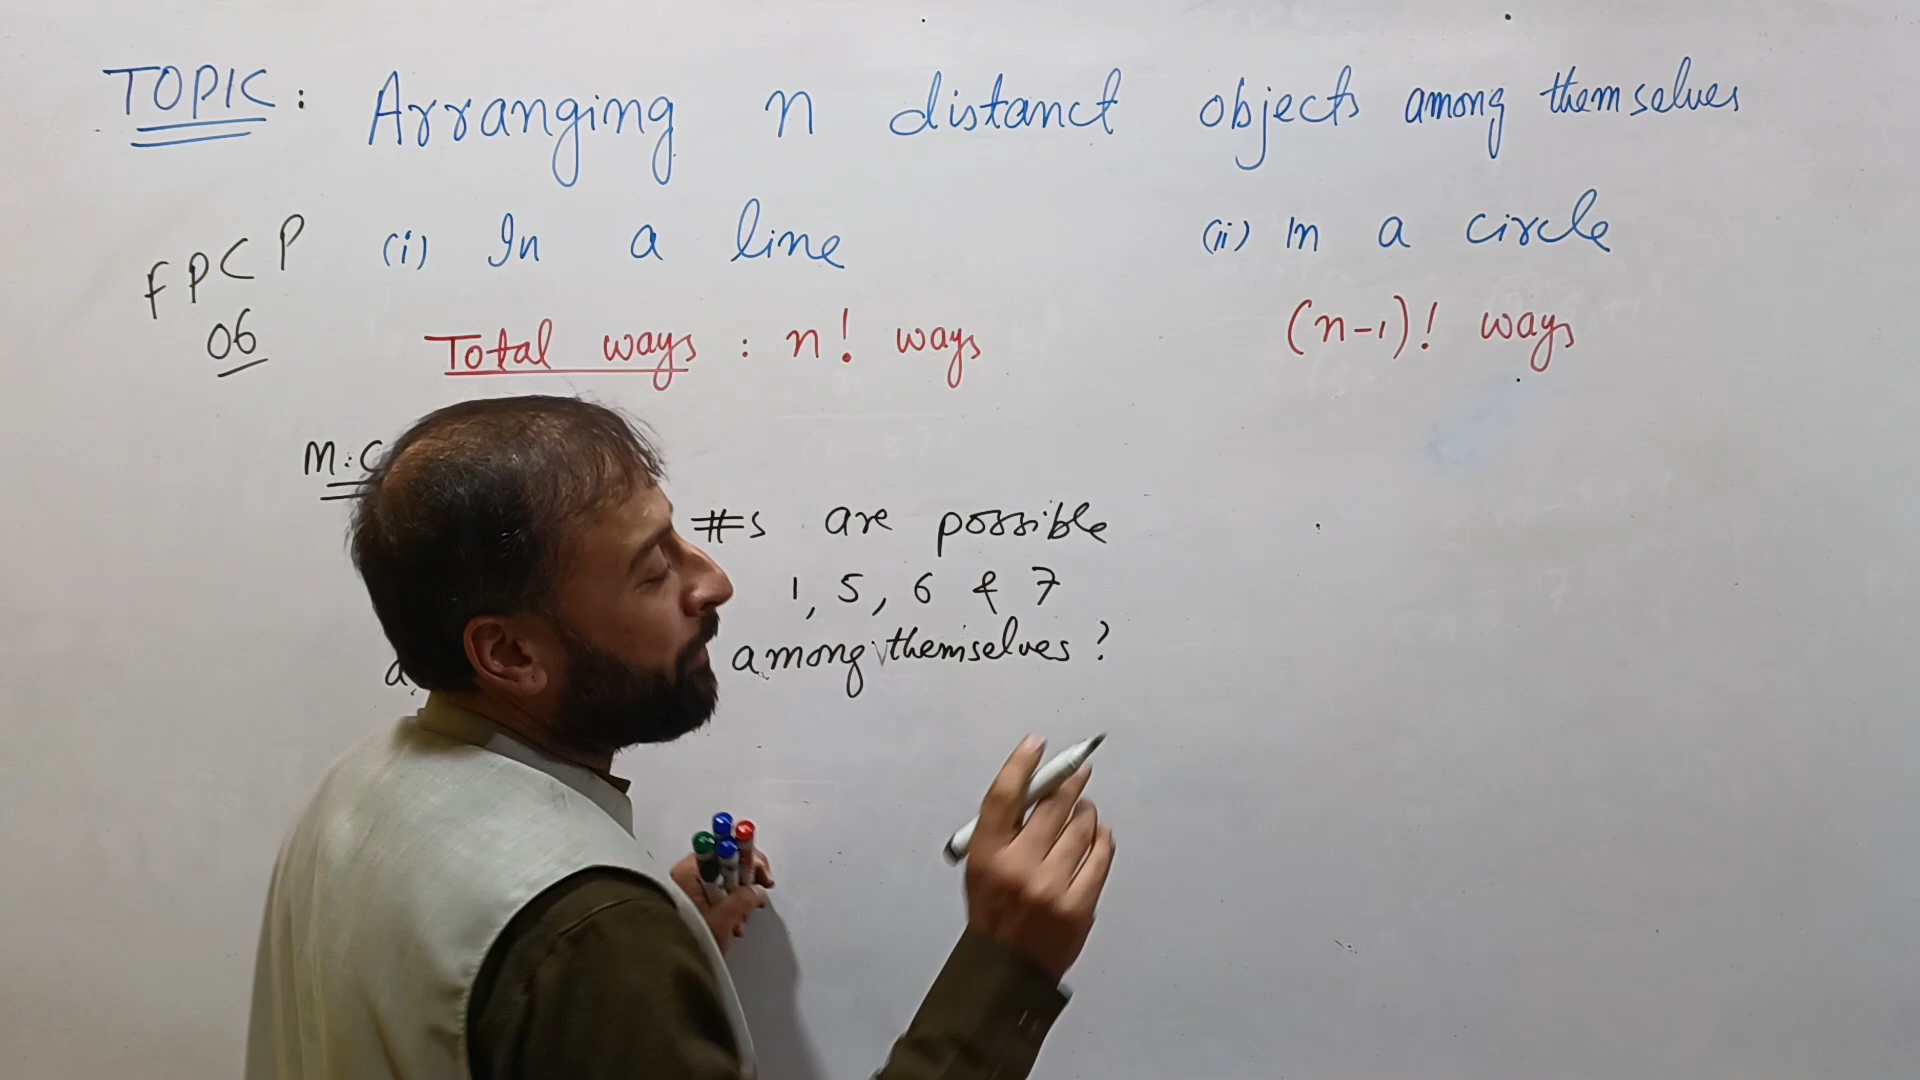 TOPIC: Arranging n distanct objects among themselves
FPCP (i) In a line (ii) In a circle
06 Total ways : n! ways (n-1)! ways
M.C
#s are possible
1, 5, 6 & 7
among themselves?